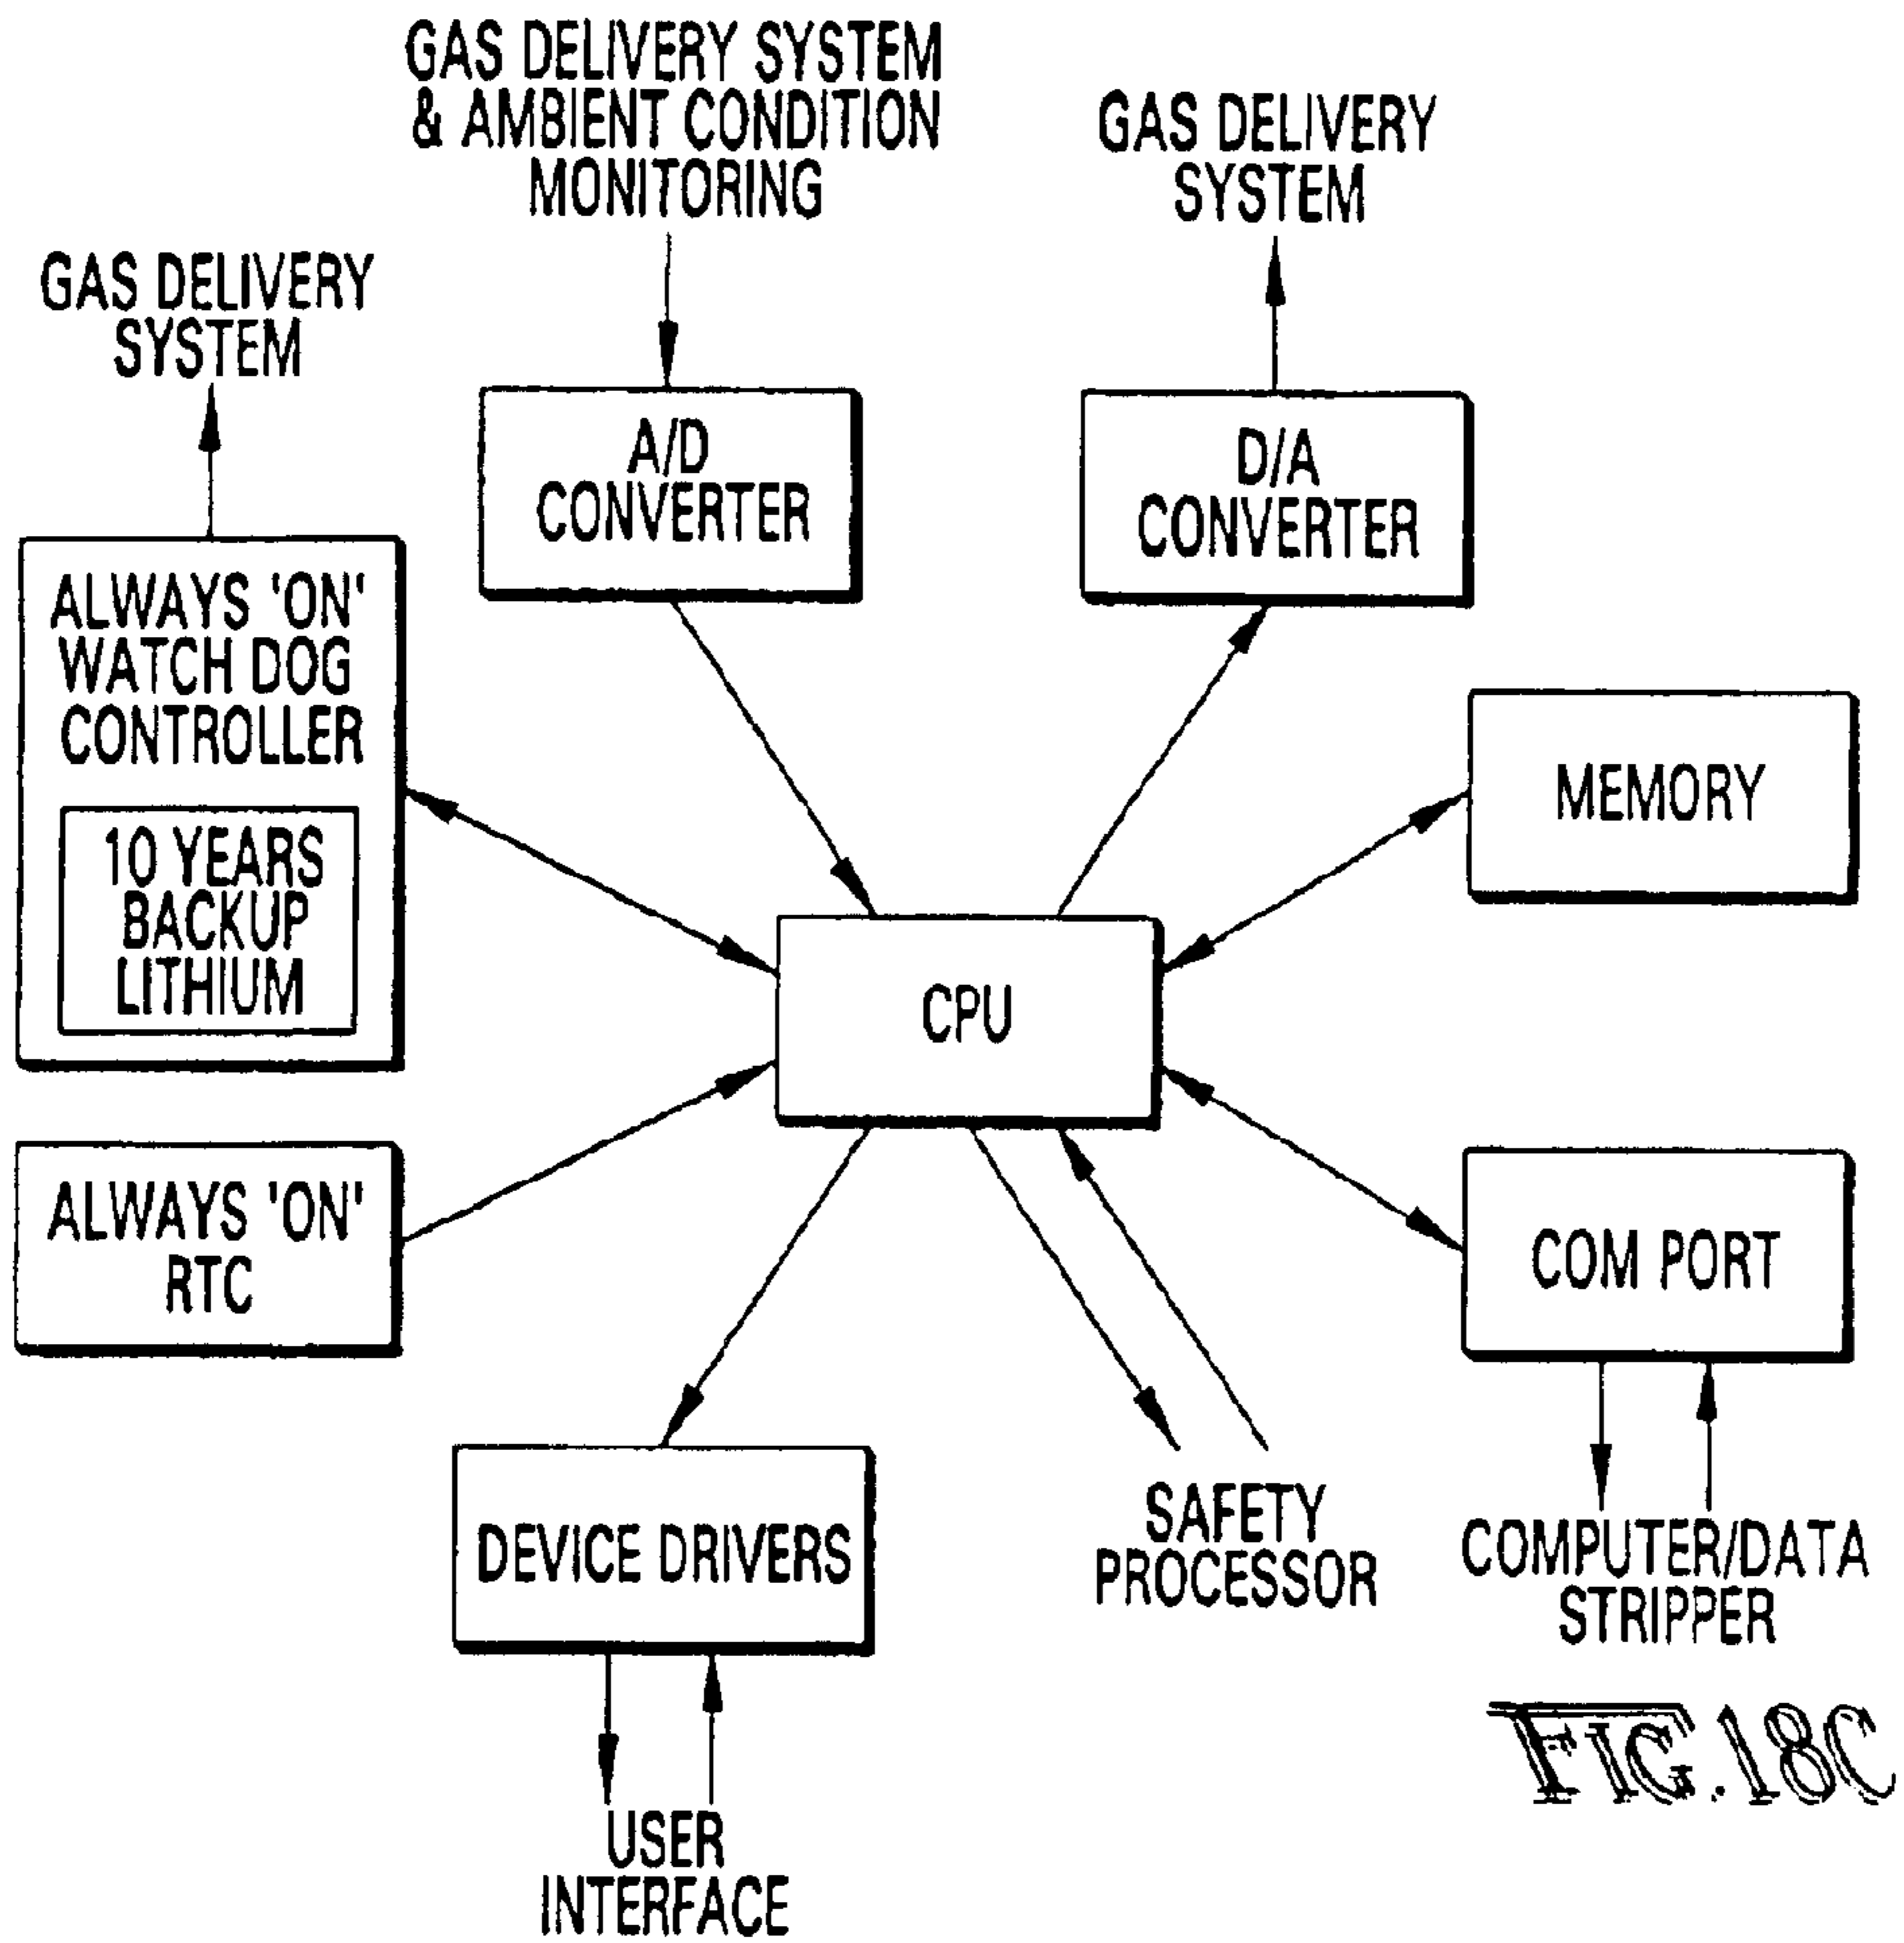 GAS DELIVERY SYSTEM
& AMBIENT CONDITION
MONITORING
GAS DELIVERY
SYSTEM
GAS DELIVERY
SYSTEM
A/D
CONVERTER
D/A
CONVERTER
ALWAYS 'ON'
WATCH DOG
CONTROLLER
10 YEARS
BACKUP
LITHIUM
MEMORY
CPU
ALWAYS 'ON'
RTC
COM PORT
DEVICE DRIVERS
SAFETY
PROCESSOR
COMPUTER/DATA
STRIPPER
USER
INTERFACE
FIG.18C